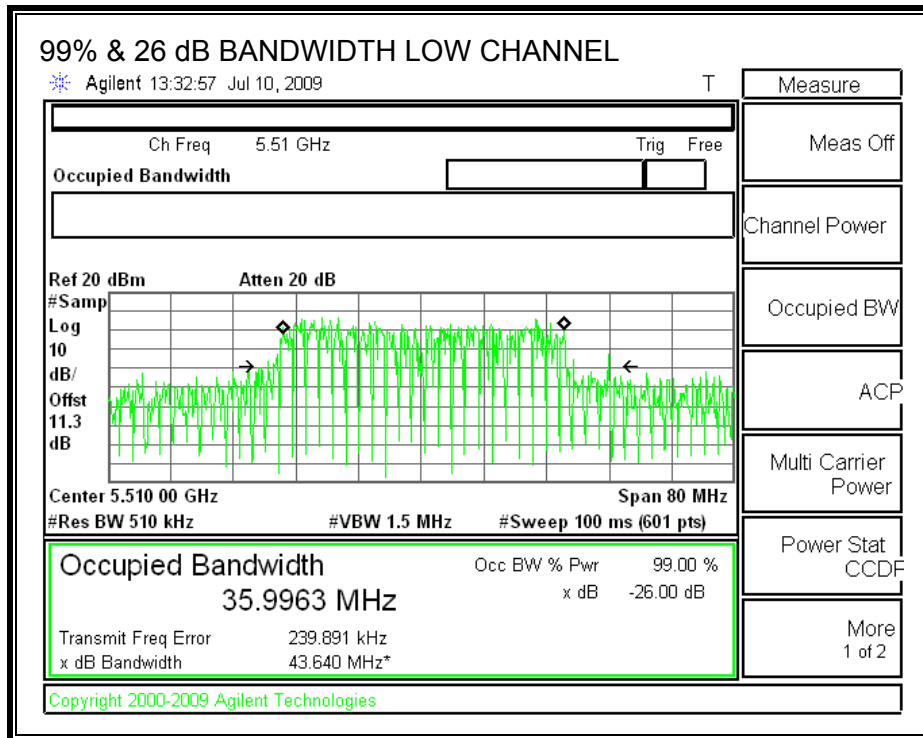 99% & 26 dB BANDWIDTH LOW CHANNEL
Agilent 13:32:57 Jul 10, 2009 T
Measure
Ch Freq 5.51 GHz Trig Free
Occupied Bandwidth
Meas Off
Channel Power
Occupied BW
ACP
Multi Carrier
Power
Power Stat
CCDF
More
1 of 2
Ref 20 dBm Atten 20 dB
#Samp
Log
10
dB/
Offst
11.3
dB
Center 5.510 00 GHz Span 80 MHz
#Res BW 510 kHz #VBW 1.5 MHz #Sweep 100 ms (601 pts)
Occupied Bandwidth Occ BW % Pwr 99.00 %
35.9963 MHz x dB -26.00 dB
Transmit Freq Error 239.891 kHz
x dB Bandwidth 43.640 MHz*
Copyright 2000-2009 Agilent Technologies